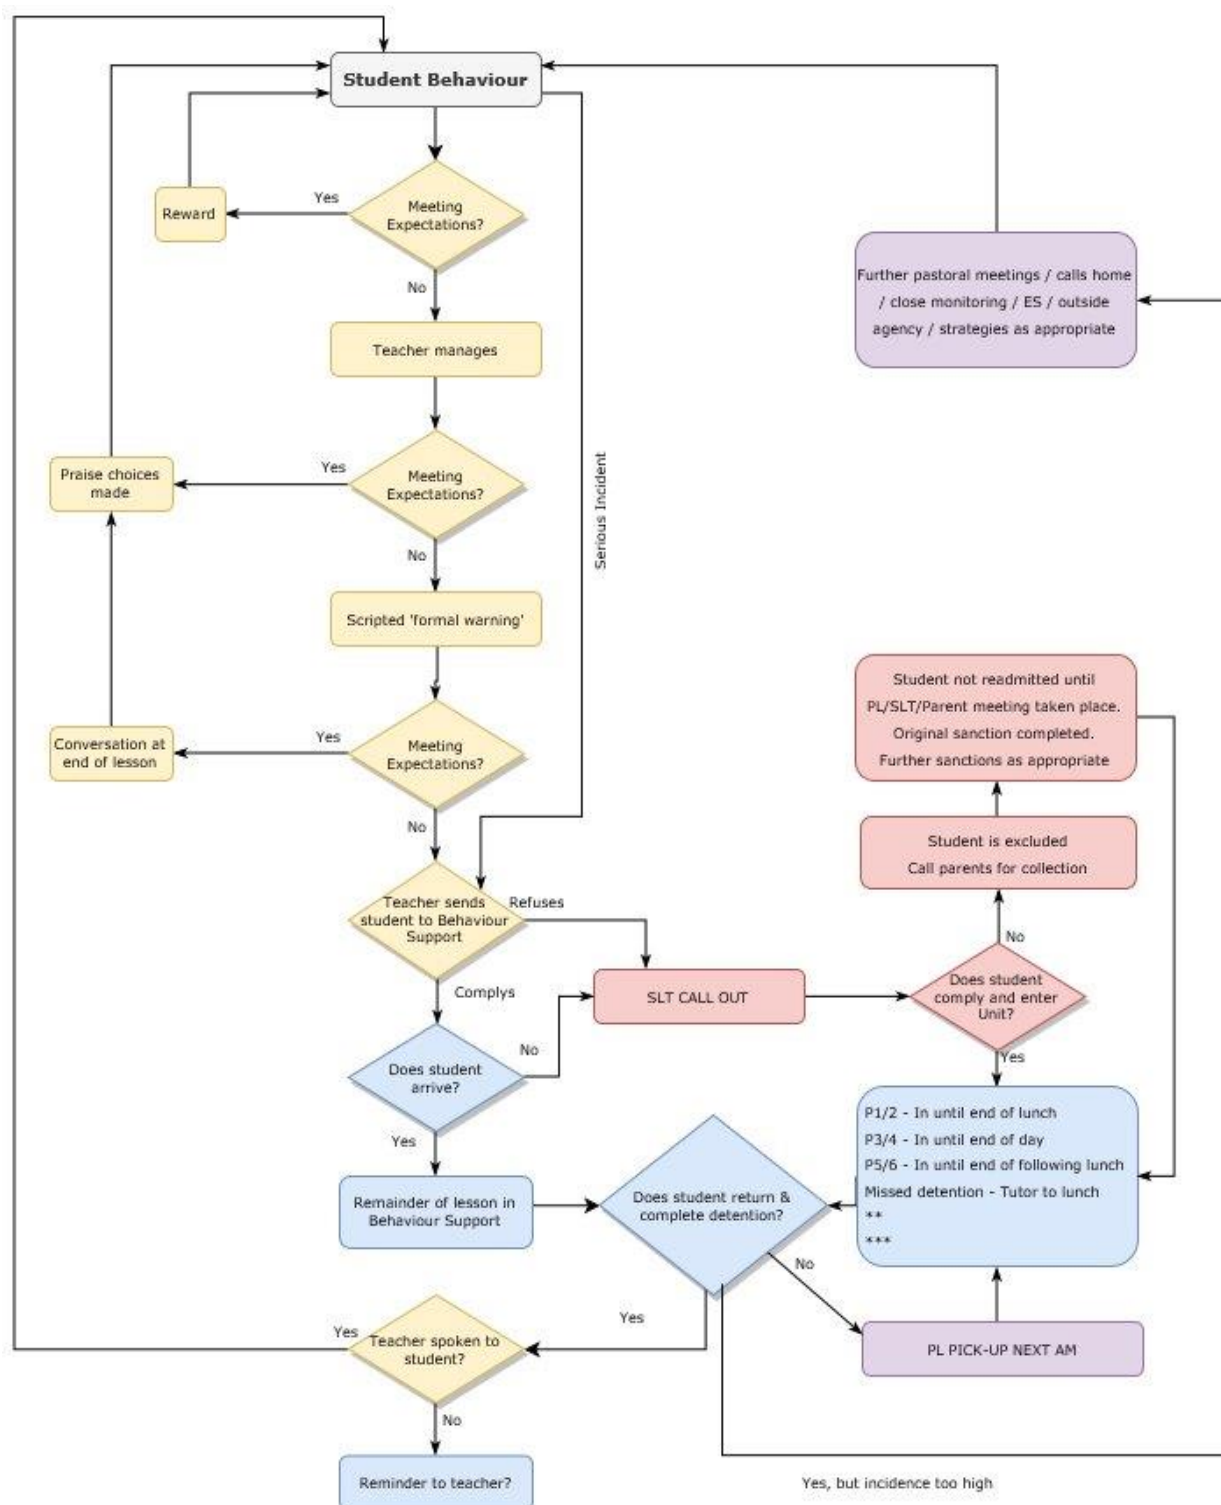 Student Behaviour
Yes
Reward
Meeting
Expectations?
No
Further pastoral meetings / calls home
/ close monitoring / ES / outside
agency / strategies as appropriate
Teacher manages
Yes
Praise choices
made
Meeting
Expectations?
Serious Incident
No
Scripted 'formal warning'
Yes
Conversation at
end of lesson
Meeting
Expectations?
No
Student not readmitted until
PL/SLT/Parent meeting taken place.
Original sanction completed.
Further sanctions as appropriate
Student is excluded
Call parents for collection
Teacher sends
student to Behaviour
Support
Refuses
No
Complys
SLT CALL OUT
Does student
comply and enter
Unit?
No
Does student
arrive?
Yes
Yes
P1/2 - In until end of lunch
P3/4 - In until end of day
P5/6 - In until end of following lunch
Missed detention - Tutor to lunch
**
***
Remainder of lesson in
Behaviour Support
Does student return &
complete detention?
No
Yes
Yes
Teacher spoken to
student?
PL PICK-UP NEXT AM
No
Reminder to teacher?
Yes, but incidence too high